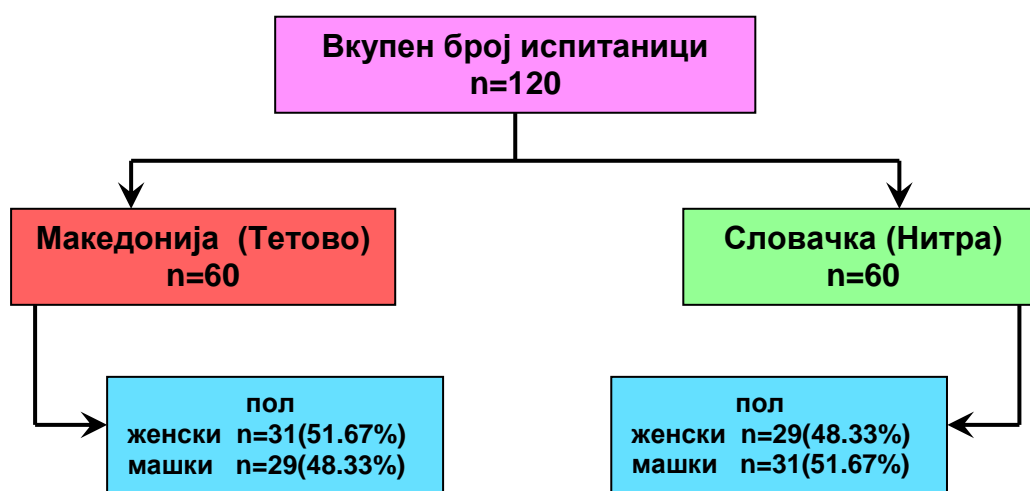 Вкупен број испитаници
n=120
Македонија (Тетово)
n=60
Словачка (Нитра)
n=60
пол
женски n=31(51.67%)
машки n=29(48.33%)
пол
женски n=29(48.33%)
машки n=31(51.67%)